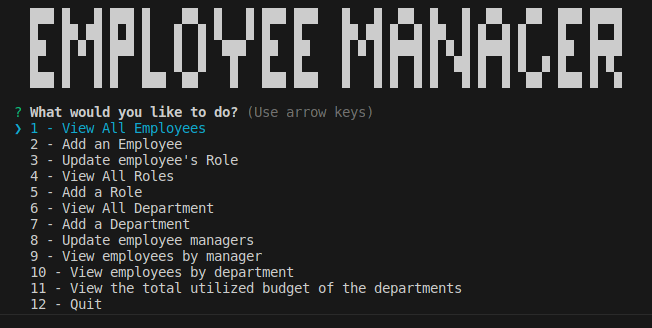 EMPLOYEE MANAGER
? What would you like to do? (Use arrow keys)
❯ 1 - View All Employees
2 - Add an Employee
3 - Update employee's Role
4 - View All Roles
5 - Add a Role
6 - View All Department
7 - Add a Department
8 - Update employee managers
9 - View employees by manager
10 - View employees by department
11 - View the total utilized budget of the departments
12 - Quit